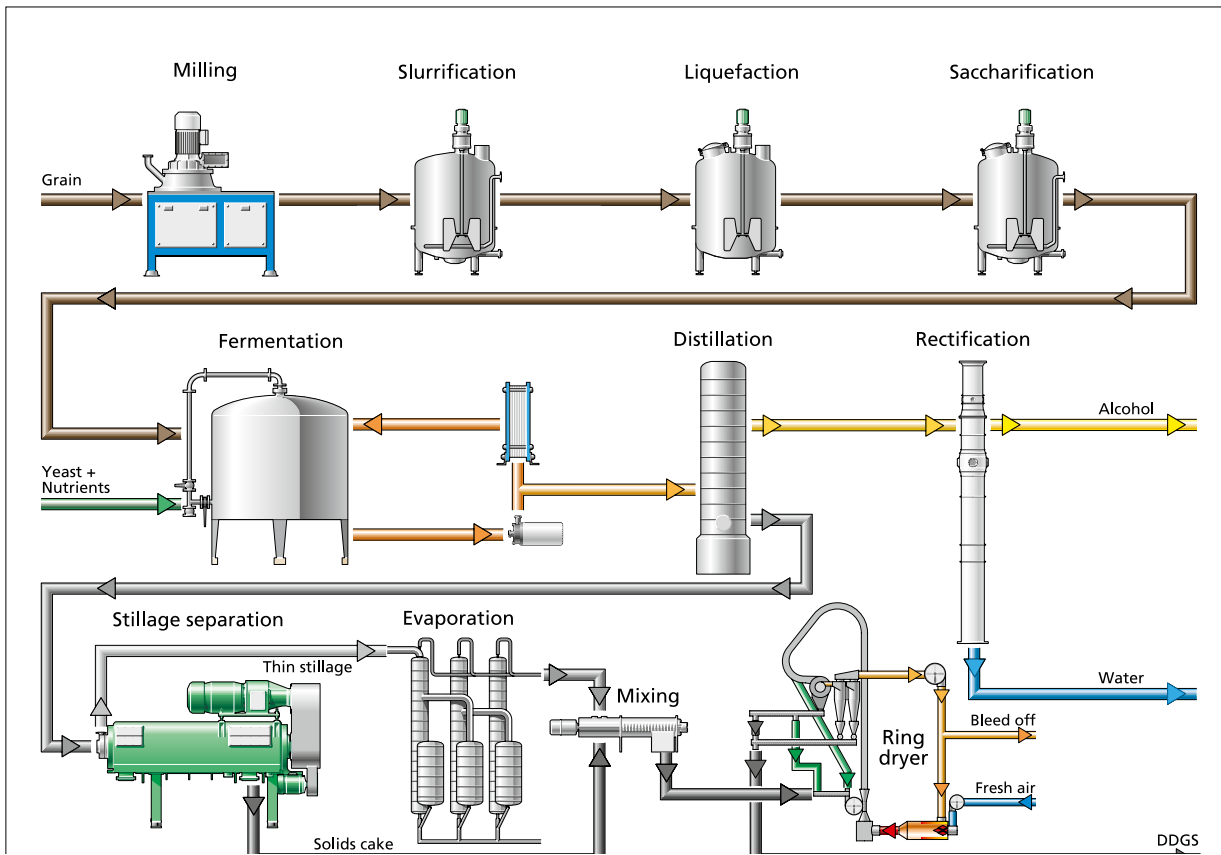 Milling
Slurrification
Liquefaction
Saccharification
Grain
Fermentation
Distillation
Rectification
Alcohol
Yeast +
Nutrients
Stillage separation
Evaporation
Thin stillage
Mixing
Water
Bleed off
Ring
dryer
Fresh air
Solids cake
DDGS